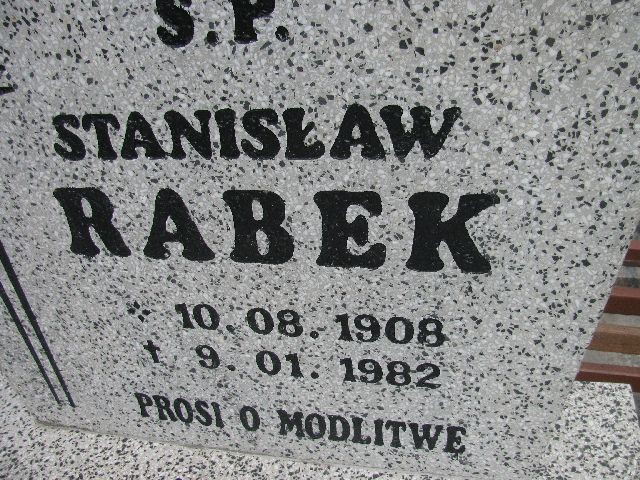 Ś.P.
STANISŁAW
RABEK
* 10. 08. 1908
† 9. 01. 1982
PROSI O MODLITWE